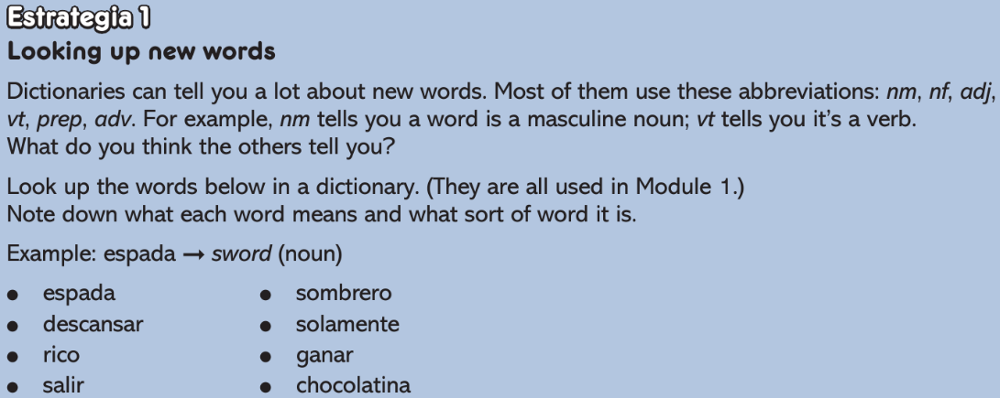 Estrategia 1
Looking up new words
Dictionaries can tell you a lot about new words. Most of them use these abbreviations: nm, nf, adj,
vt, prep, adv. For example, nm tells you a word is a masculine noun; vt tells you it's a verb.
What do you think the others tell you?
Look up the words below in a dictionary. (They are all used in Module 1.)
Note down what each word means and what sort of word it is.
Example: espada → sword (noun)
• espada
• descansar
• rico
• salir
• sombrero
• solamente
• ganar
• chocolatina